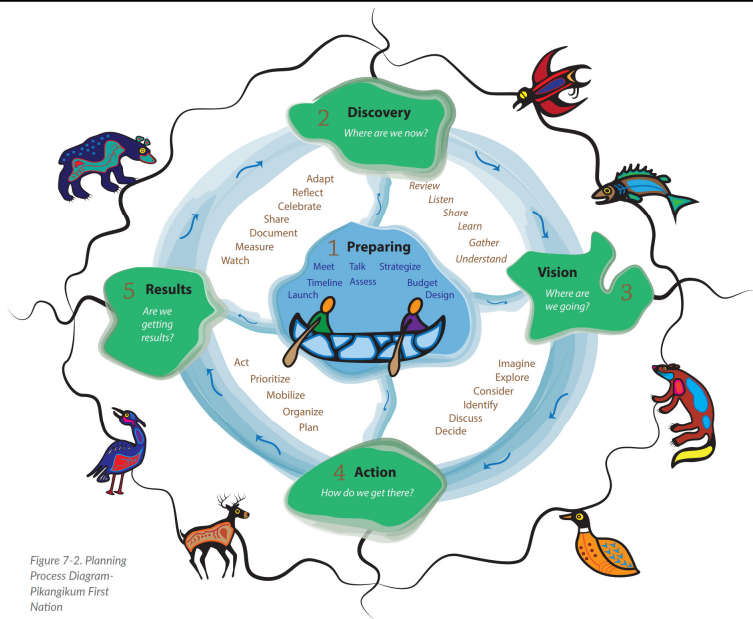 2 Discovery
Where are we now?
Adapt
Reflect
Celebrate
Share
Document
Measure
Watch
Review
Listen
Share
Learn
Gather
Understand
1 Preparing
Meet Talk Strategize
Timeline Assess Budget
Launch Design
Vision
Where are
we going?
3
5 Results
Are we
getting
results?
Act
Prioritize
Mobilize
Organize
Plan
Imagine
Explore
Consider
Identify
Discuss
Decide
4 Action
How do we get there?
Figure 7-2. Planning
Process Diagram-
Pikangikum First
Nation